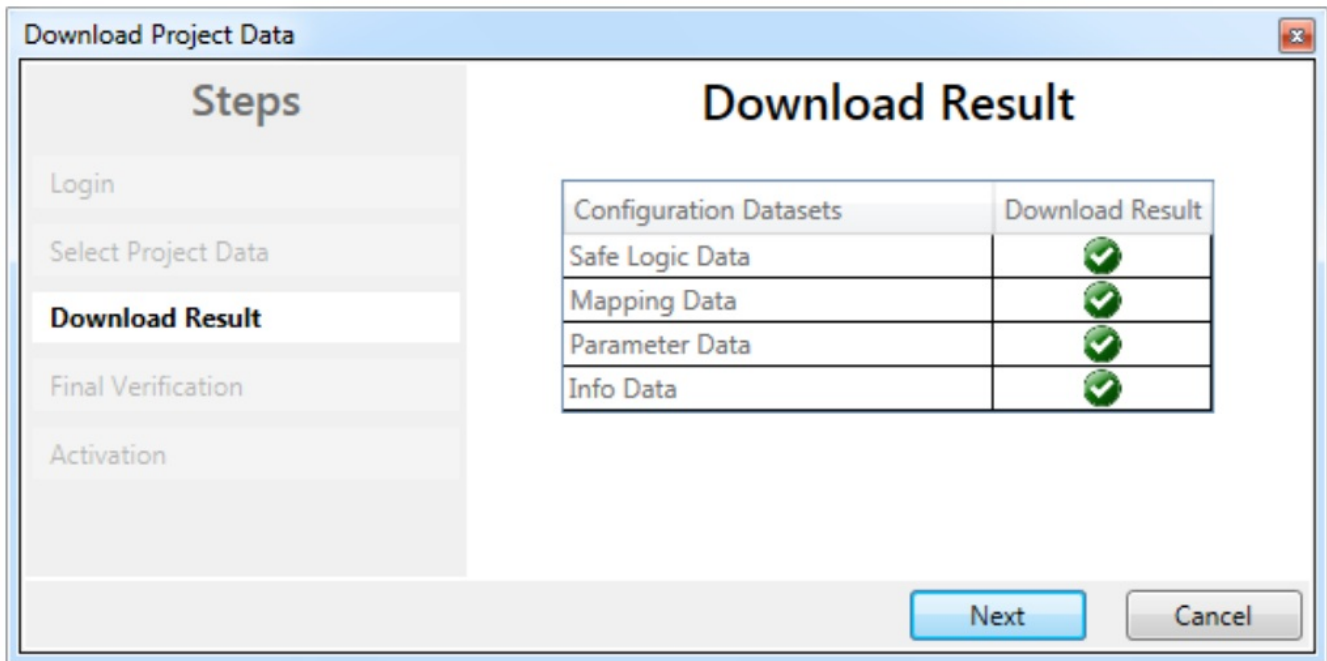 Download Project Data
Steps
Login
Select Project Data
Download Result
Final Verification
Activation
Download Result
Configuration Datasets Download Result
Safe Logic Data
Mapping Data
Parameter Data
Info Data
Next Cancel